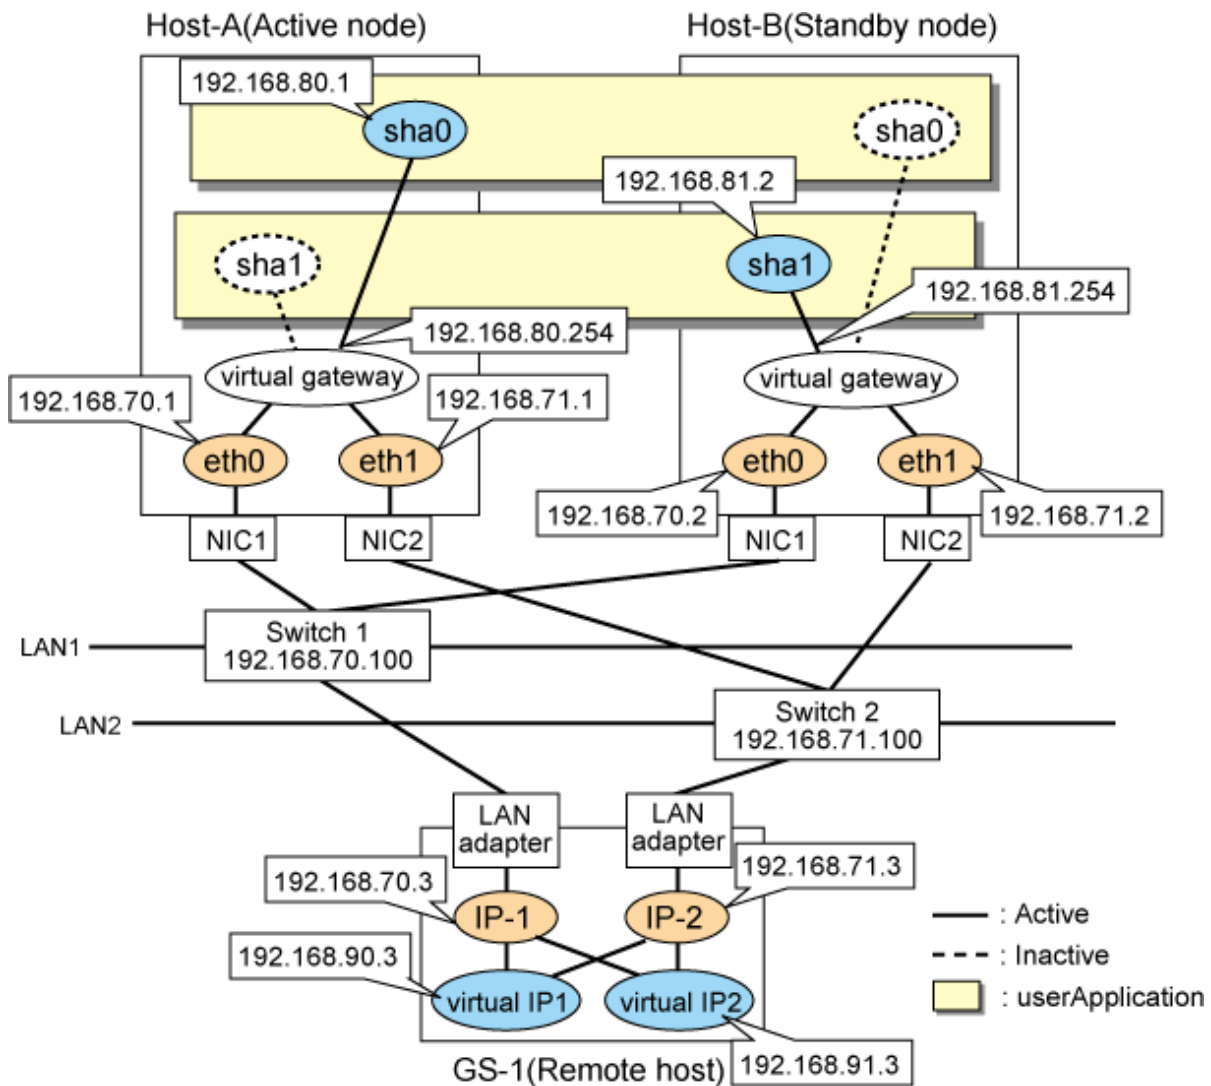 Host-A(Active node)
Host-B(Standby node)
192.168.80.1
sha0
sha0
192.168.81.2
sha1
sha1
192.168.81.254
192.168.80.254
virtual gateway
virtual gateway
192.168.70.1
192.168.71.1
eth0
eth1
eth0
eth1
192.168.70.2
192.168.71.2
NIC1
NIC2
NIC1
NIC2
LAN1
Switch 1
192.168.70.100
LAN2
Switch 2
192.168.71.100
LAN
adapter
LAN
adapter
192.168.70.3
192.168.71.3
IP-1
IP-2
192.168.90.3
virtual IP1
virtual IP2
192.168.91.3
GS-1(Remote host)
: Active
: Inactive
: userApplication